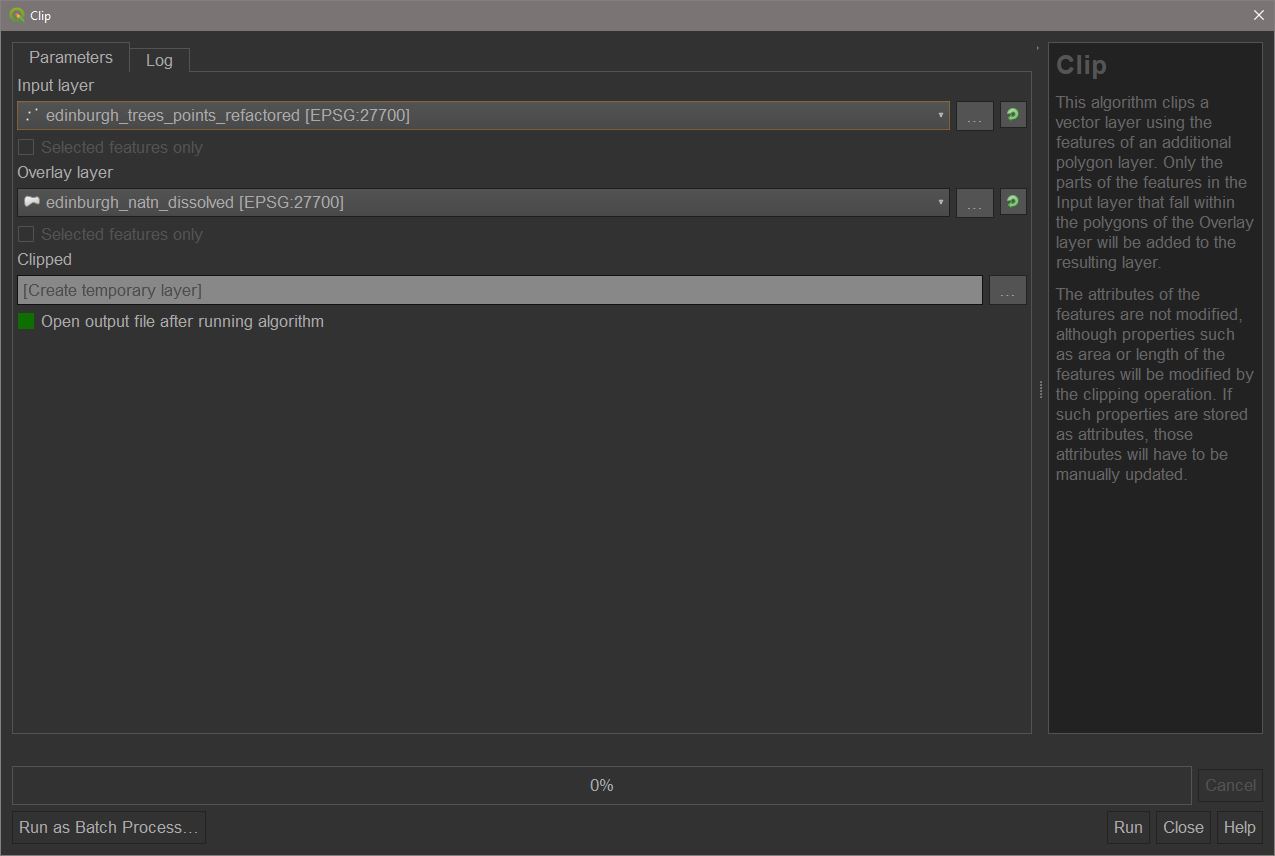 Clip
Parameters
Log
Input layer
edinburgh_trees_points_refactored [EPSG:27700]
...
Selected features only
Overlay layer
edinburgh_natn_dissolved [EPSG:27700]
...
Selected features only
Clipped
[Create temporary layer]
...
Open output file after running algorithm
Clip
This algorithm clips a
vector layer using the
features of an additional
polygon layer. Only the
parts of the features in the
Input layer that fall within
the polygons of the Overlay
layer will be added to the
resulting layer.
The attributes of the
features are not modified,
although properties such
as area or length of the
features will be modified by
the clipping operation. If
such properties are stored
as attributes, those
attributes will have to be
manually updated.
0%
Cancel
Run as Batch Process…
Run
Close
Help